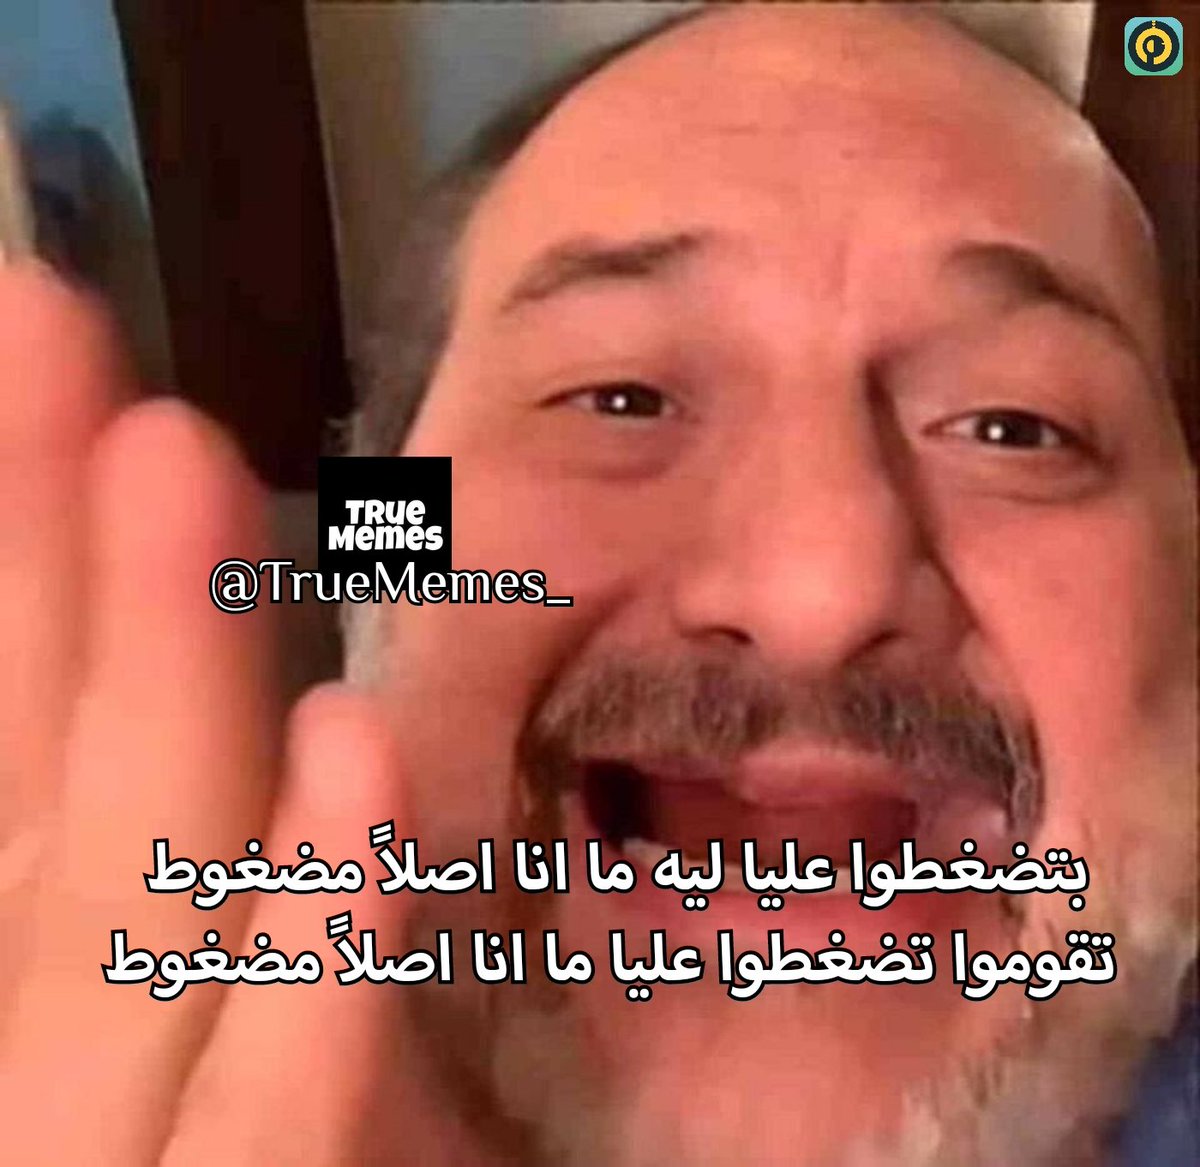 TRue
Memes
@TrueMemes_
بتضغطوا عليا ليه ما انا اصلاً مضغوط
تقوموا تضغطوا عليا ما انا اصلاً مضغوط